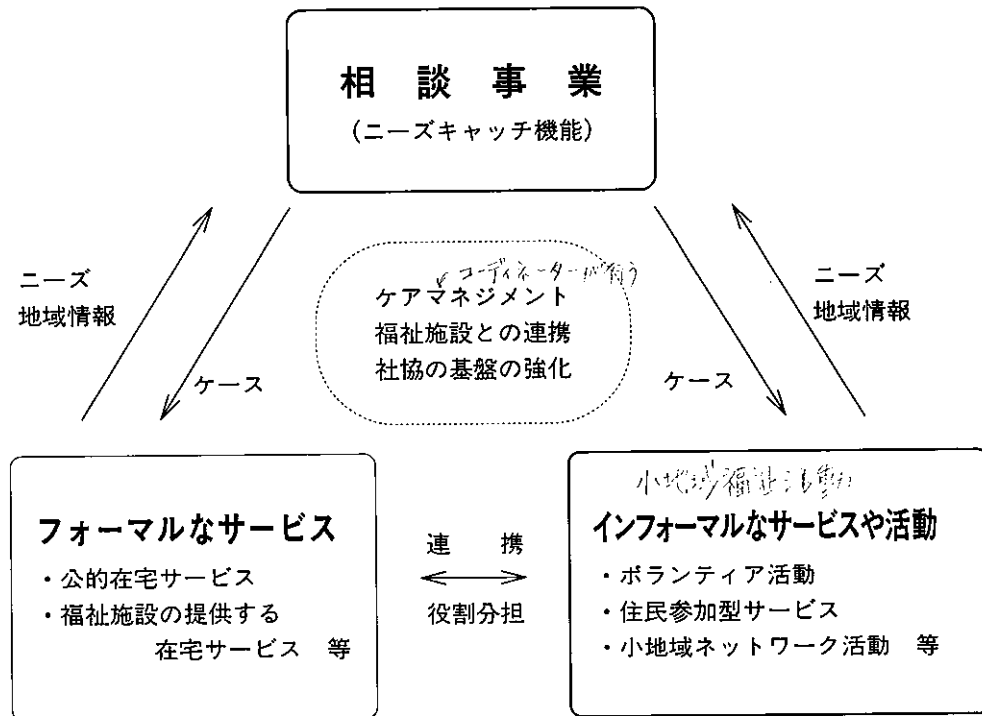 相談事業
(ニーズキャッチ機能)
コーディネーターが行う
ケアマネジメント
福祉施設との連携
社協の基盤の強化
ニーズ
地域情報
ケース
ケース
ニーズ
地域情報
フォーマルなサービス
・公的在宅サービス
・福祉施設の提供する
在宅サービス 等
連 携
役割分担
小地域福祉活動
インフォーマルなサービスや活動
・ボランティア活動
・住民参加型サービス
・小地域ネットワーク活動 等